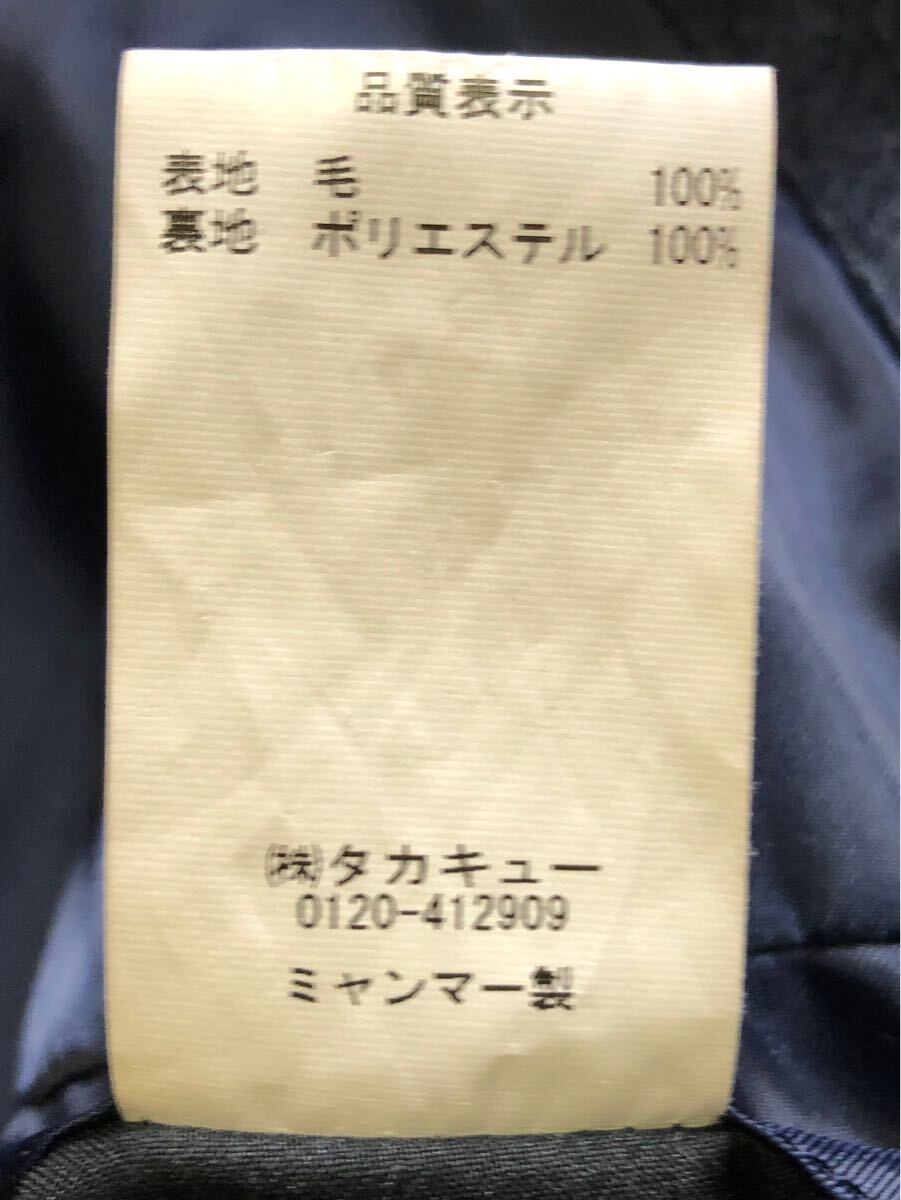 品質表示
表地 毛 100%
裏地 ポリエステル 100%
㈱タカキュー
0120-412909
ミャンマー製